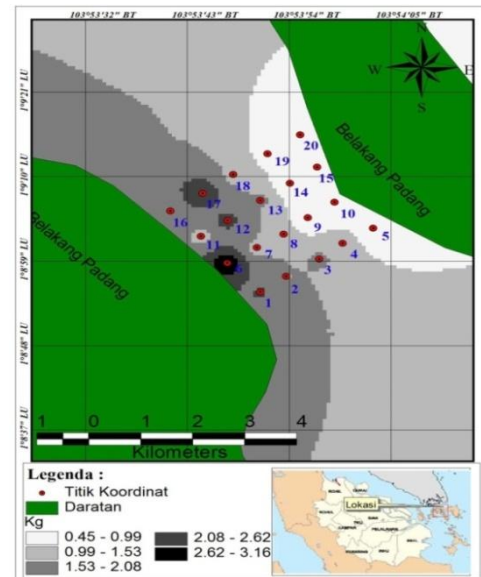 103°53'32" BT
103°53'43" BT
103°53'54" BT
103°54'05" BT
1°9'21" LU
1°9'10" LU
1°8'59" LU
1°8'48" LU
1°8'37" LU
N
W
E
S
Belakang Padang
Belakang Padang
20
19
15
18
14
17
13
10
16
12
9
5
11
8
4
7
6
3
2
1
1 0 1 2 3 4
Kilometers
Legenda :
Titik Koordinat
Daratan
Kg
0.45 - 0.99
0.99 - 1.53
1.53 - 2.08
2.08 - 2.62
2.62 - 3.16
Lokasi